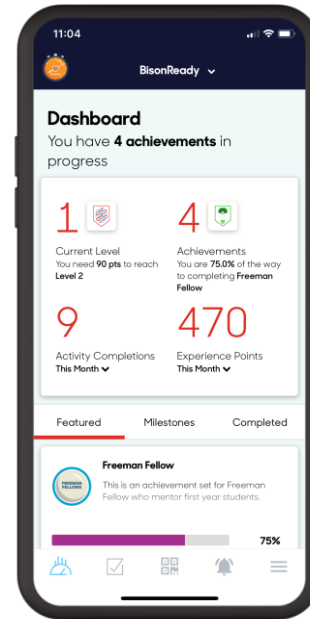 11:04
BisonReady
Dashboard
You have 4 achievements in
progress
1
Current Level
You need 90 pts to reach
Level 2
4
Achievements
You are 75.0% of the way
to completing Freeman
Fellow
9
Activity Completions
This Month
470
Experience Points
This Month
Featured Milestones Completed
FREEMAN
FELLOWS
Freeman Fellow
This is an achievement set for Freeman
Fellow who mentor first year students.
75%